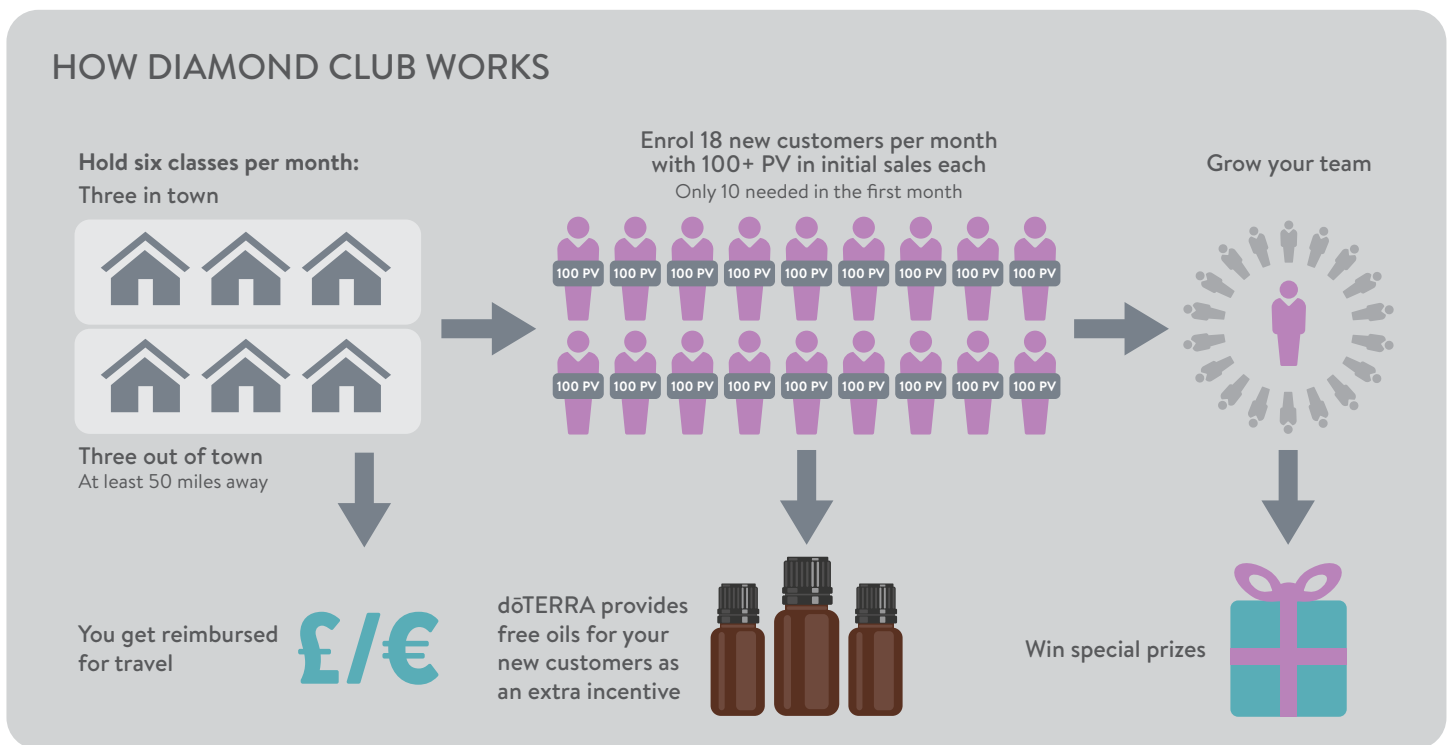 HOW DIAMOND CLUB WORKS
Hold six classes per month:
Three in town
Three out of town
At least 50 miles away
You get reimbursed
for travel
£/€
Enrol 18 new customers per month
with 100+ PV in initial sales each
Only 10 needed in the first month
100 PV 100 PV 100 PV 100 PV 100 PV 100 PV 100 PV 100 PV 100 PV
100 PV 100 PV 100 PV 100 PV 100 PV 100 PV 100 PV 100 PV 100 PV
dōTERRA provides
free oils for your
new customers as
an extra incentive
Grow your team
Win special prizes